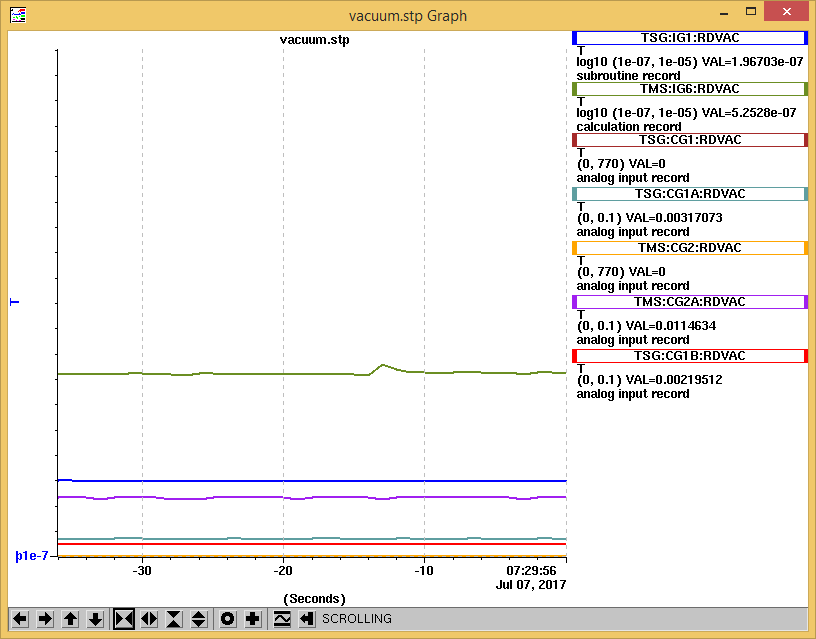 vacuum.stp Graph
vacuum.stp
T
1e-7
-30
-20
-10
07:29:56
Jul 07, 2017
(Seconds)
TSG:IG1:RDVAC
T
log10 (1e-07, 1e-05) VAL=1.96703e-07
subroutine record
TMS:IG6:RDVAC
T
log10 (1e-07, 1e-05) VAL=5.2528e-07
calculation record
TSG:CG1:RDVAC
T
(0, 770) VAL=0
analog input record
TSG:CG1A:RDVAC
T
(0, 0.1) VAL=0.00317073
analog input record
TMS:CG2:RDVAC
T
(0, 770) VAL=0
analog input record
TMS:CG2A:RDVAC
T
(0, 0.1) VAL=0.0114634
analog input record
TSG:CG1B:RDVAC
T
(0, 0.1) VAL=0.00219512
analog input record
SCROLLING